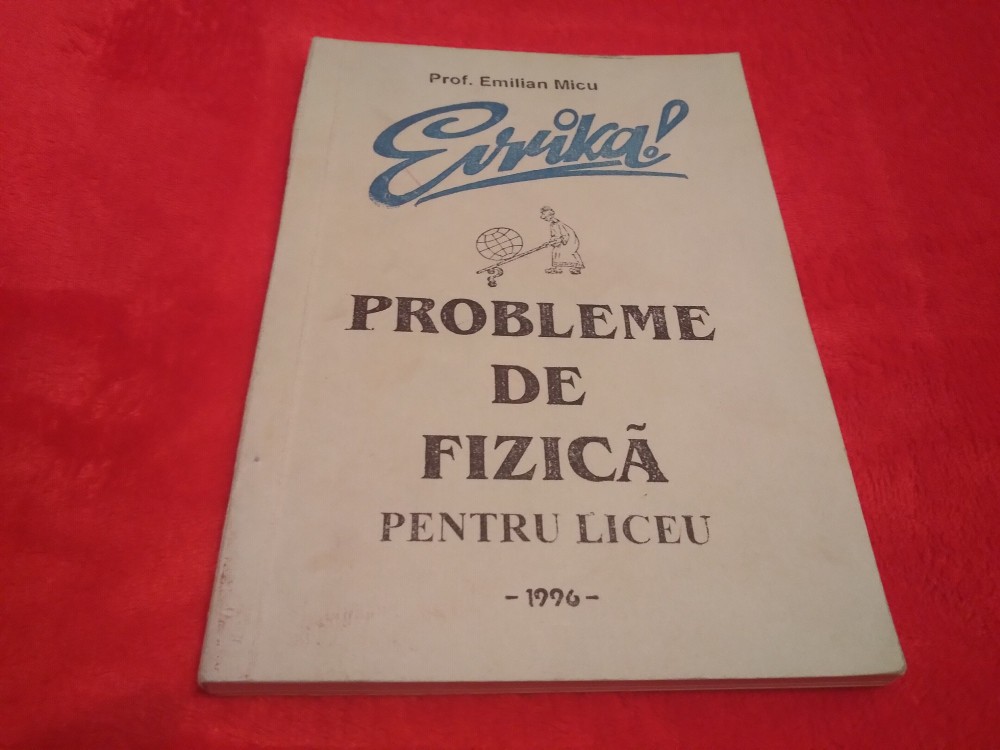 Prof. Emilian Micu
Evrika!
PROBLEME
DE
FIZICĂ
PENTRU LICEU
- 1996 -